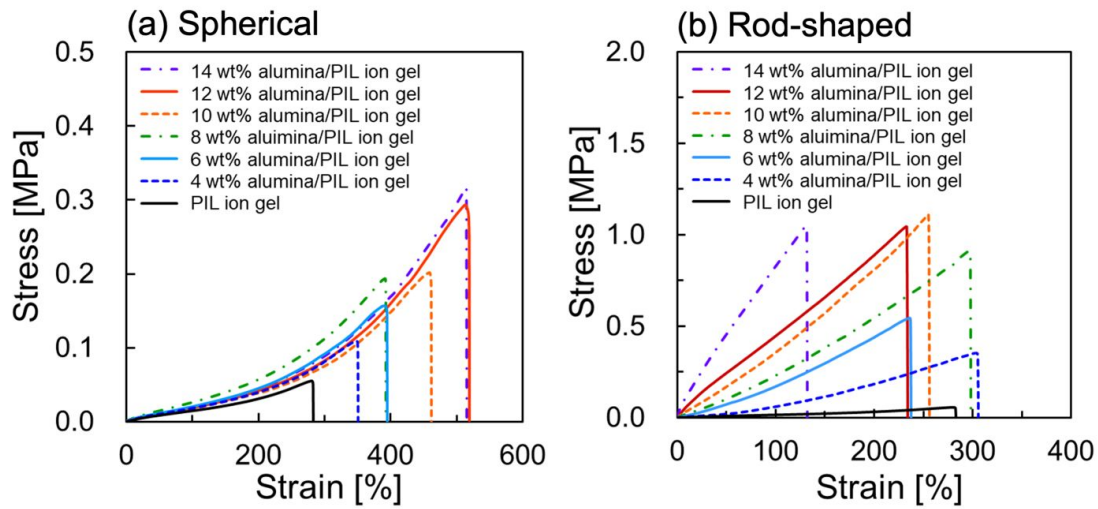 (a) Spherical
0.5
0.4
0.3
0.2
0.1
0.0
Stress [MPa]
14 wt% alumina/PIL ion gel
12 wt% alumina/PIL ion gel
10 wt% alumina/PIL ion gel
8 wt% aluimina/PIL ion gel
6 wt% alumina/PIL ion gel
4 wt% alumina/PIL ion gel
PIL ion gel
0 200 400 600
Strain [%]
(b) Rod-shaped
2.0
1.5
1.0
0.5
0.0
Stress [MPa]
14 wt% alumina/PIL ion gel
12 wt% alumina/PIL ion gel
10 wt% alumina/PIL ion gel
8 wt% aluimina/PIL ion gel
6 wt% alumina/PIL ion gel
4 wt% alumina/PIL ion gel
PIL ion gel
0 100 200 300 400
Strain [%]